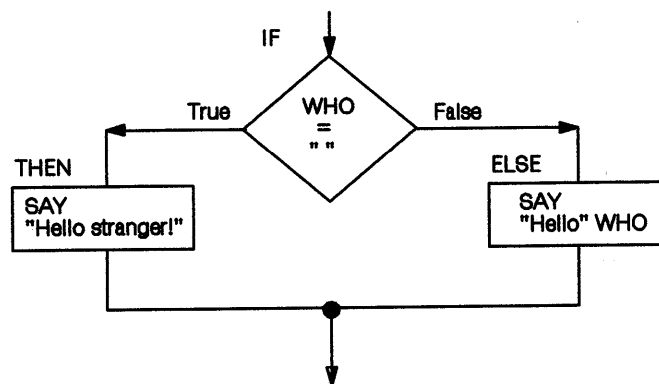 IF
True
WHO
=
" "
False
THEN
SAY
"Hello stranger!"
ELSE
SAY
"Hello" WHO